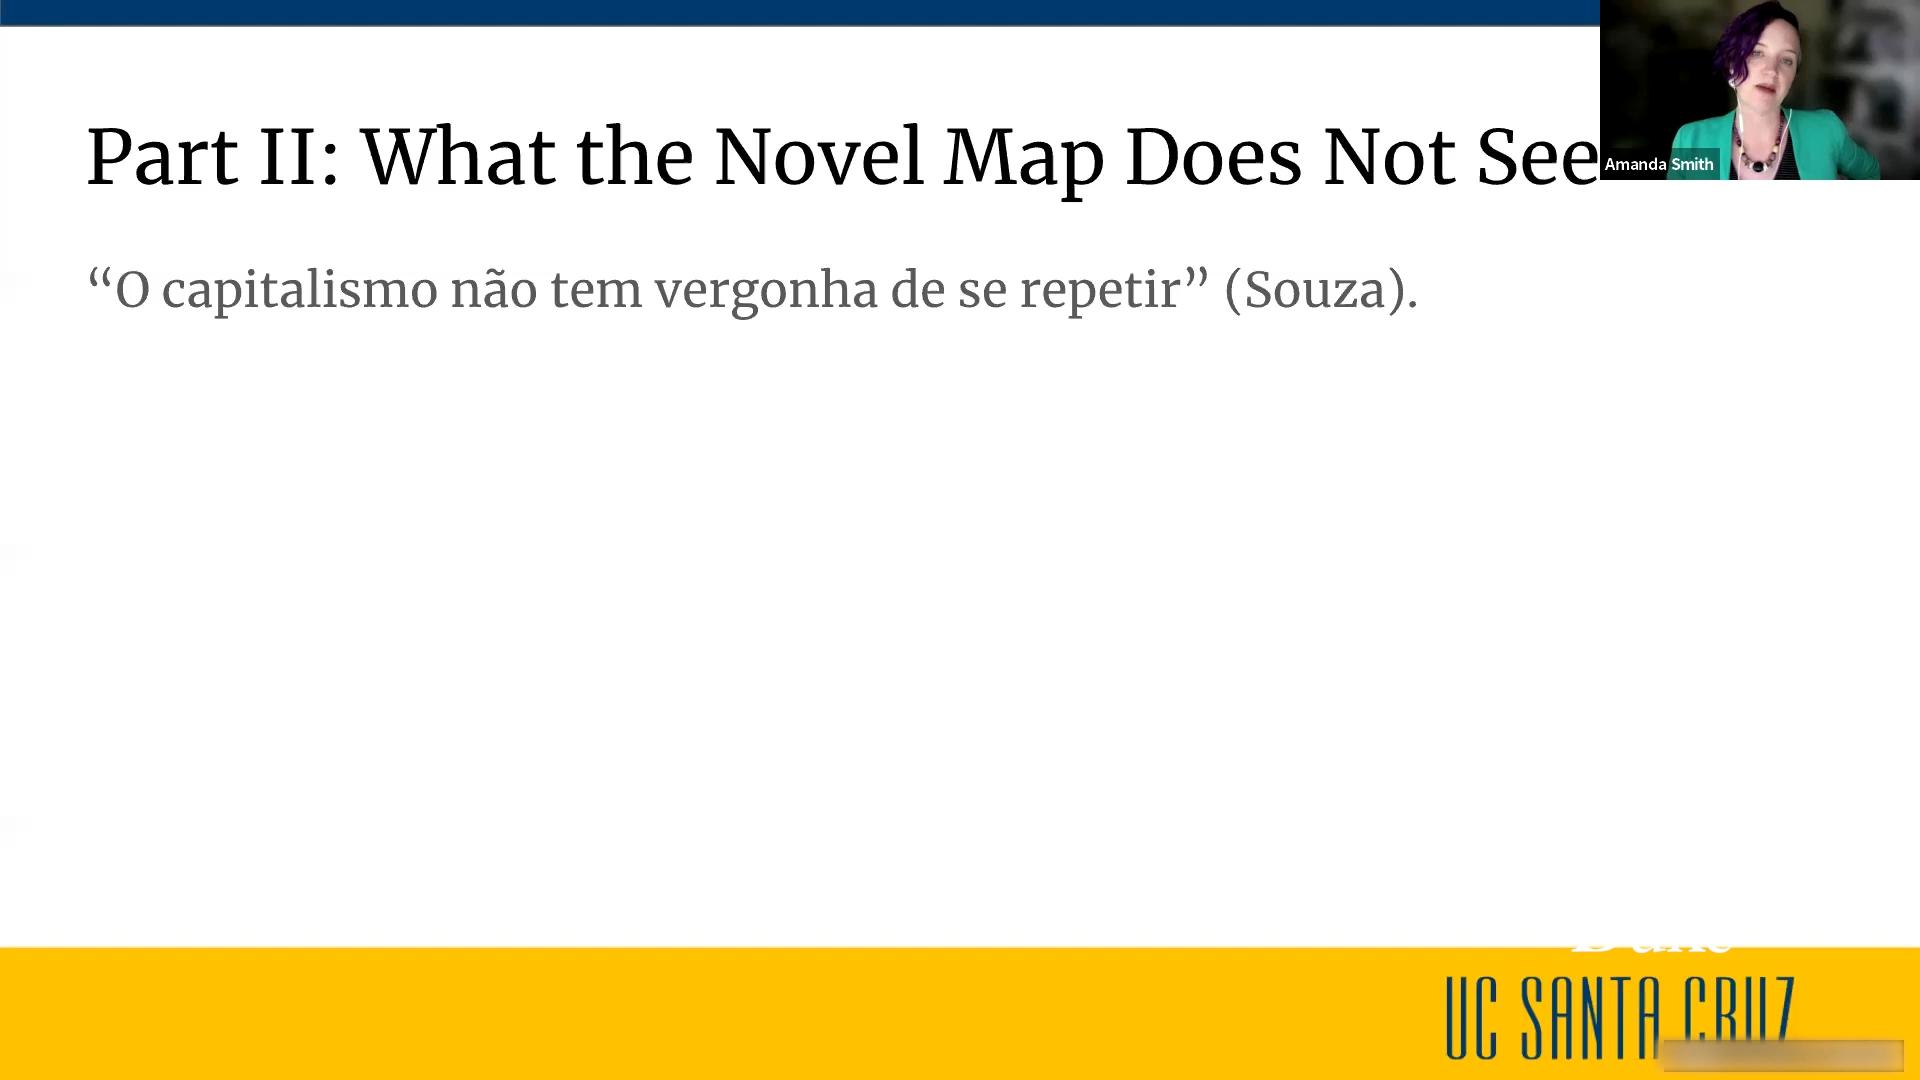 Part II: What the Novel Map Does Not See
Amanda Smith
“O capitalismo não tem vergonha de se repetir” (Souza).
UC SANTA CRUZ